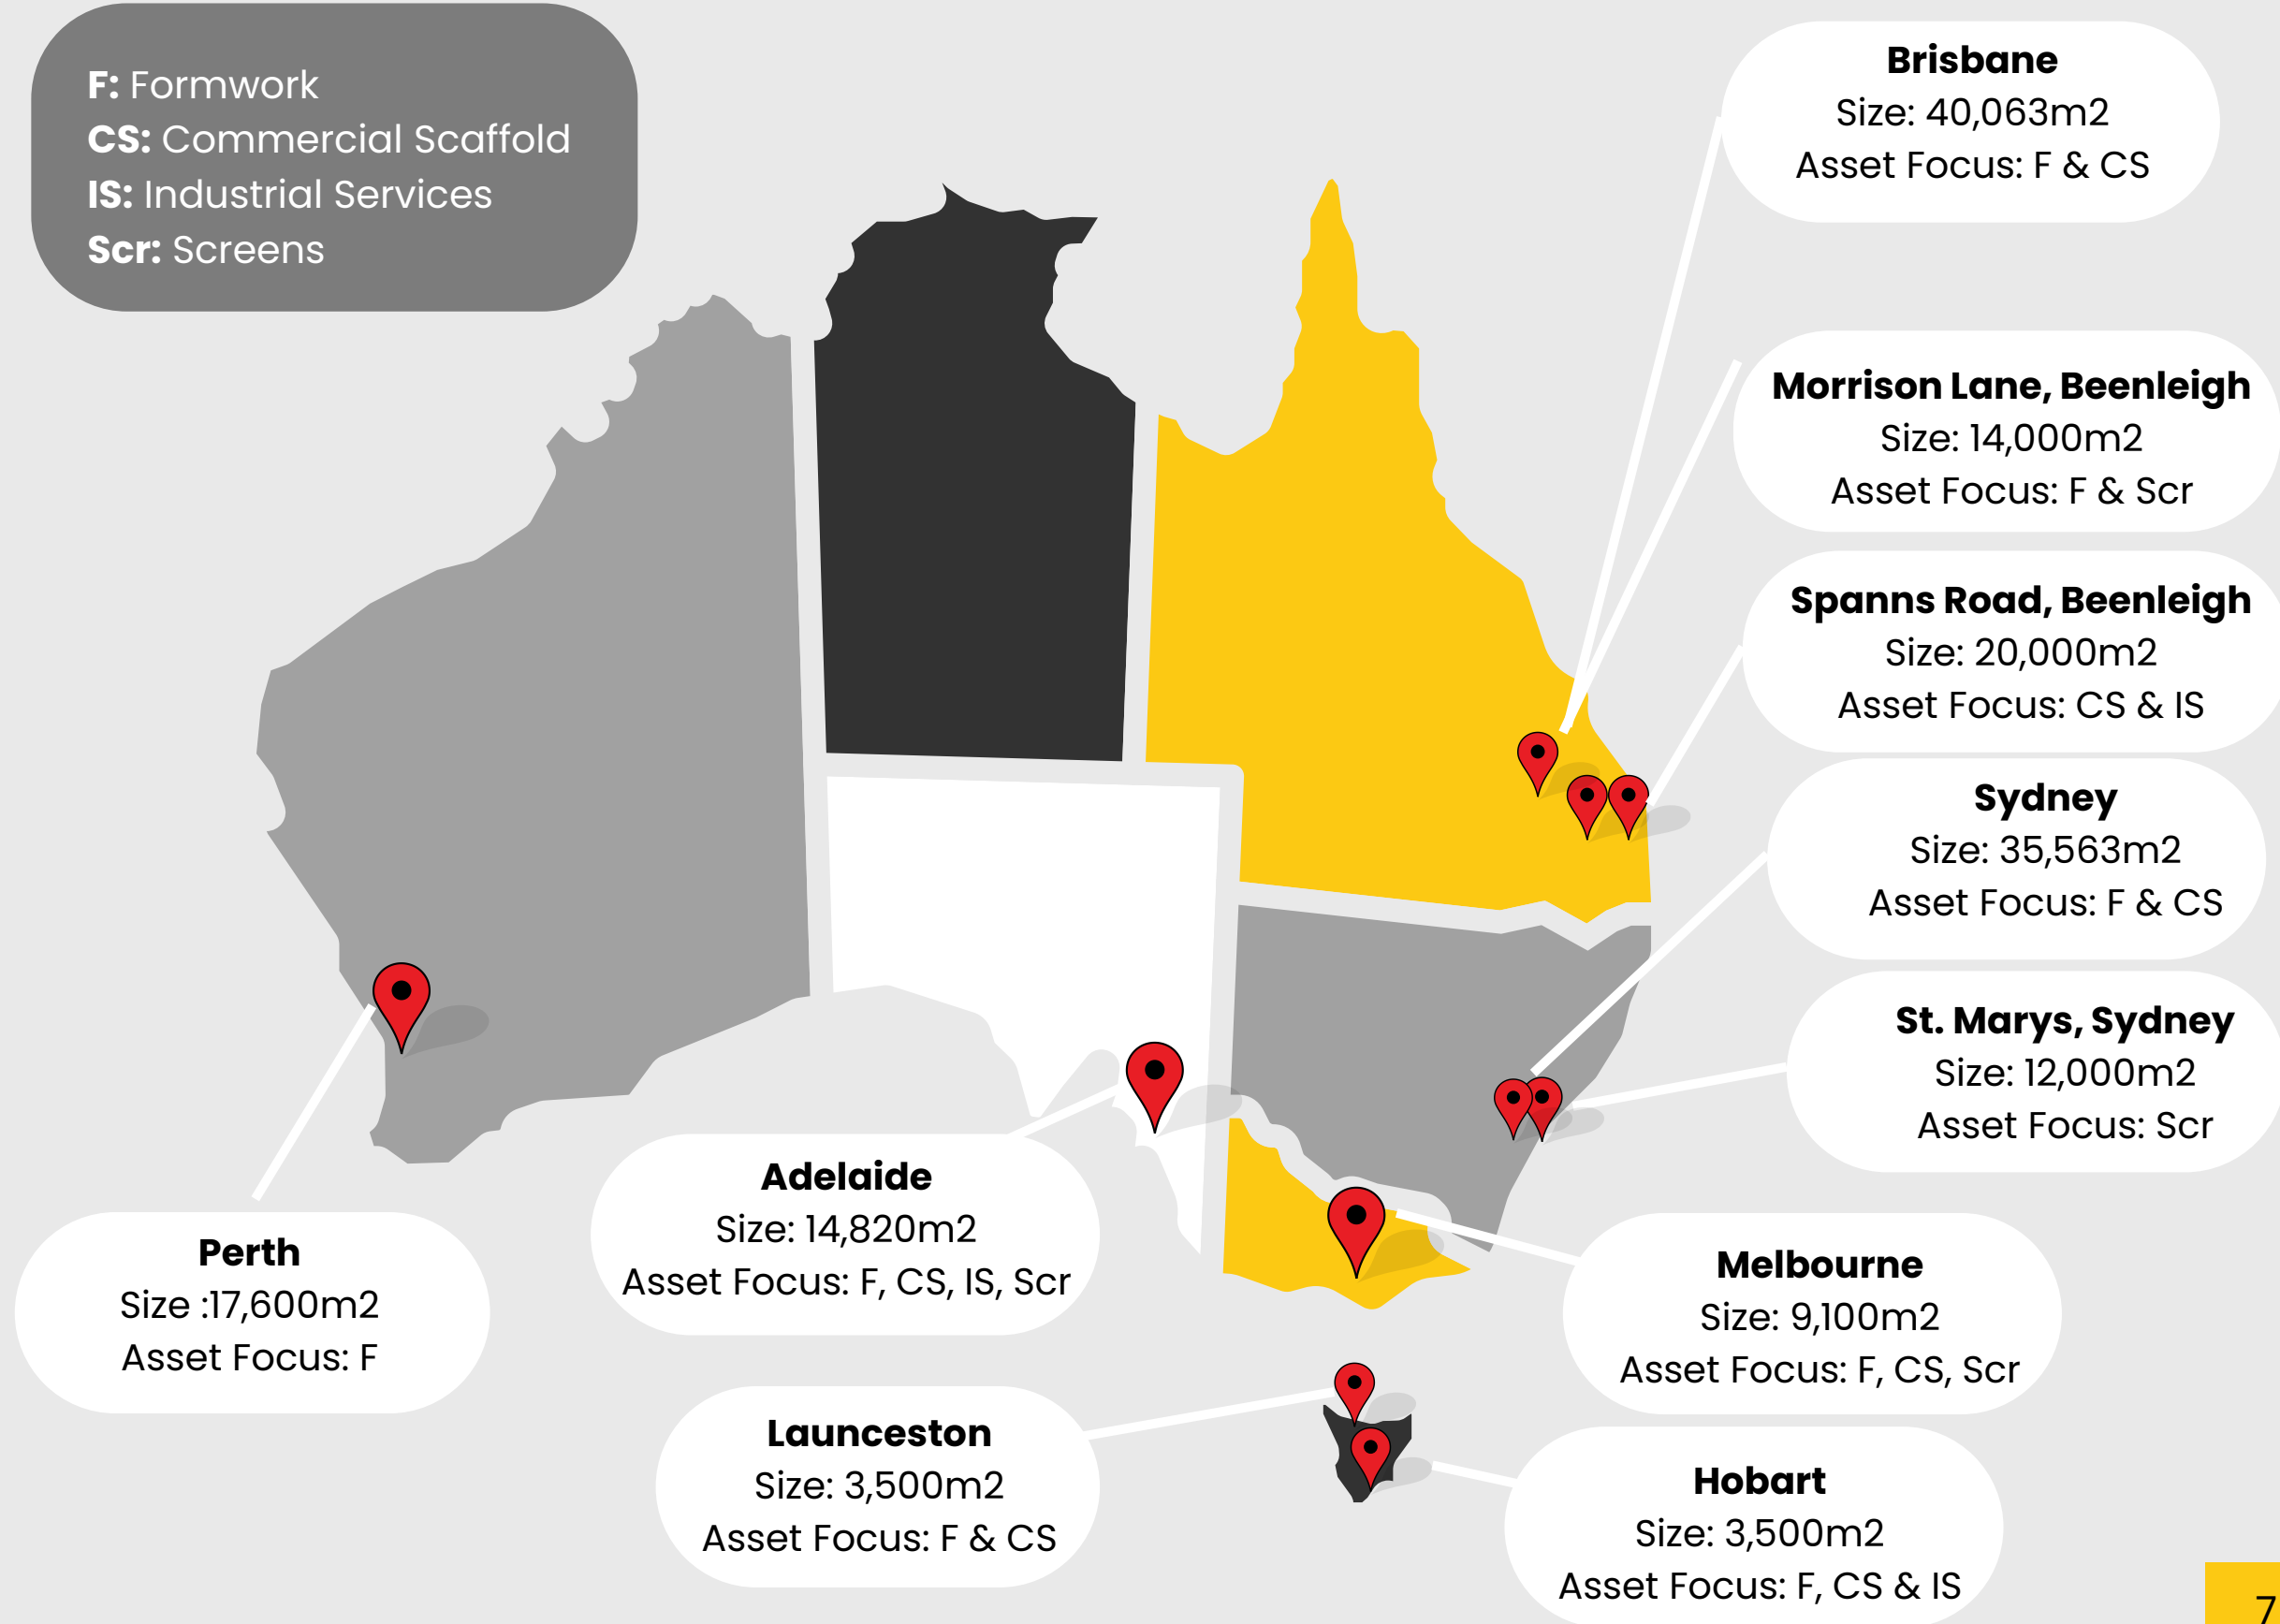 F: Formwork
CS: Commercial Scaffold
IS: Industrial Services
Scr: Screens
Brisbane
Size: 40,063m2
Asset Focus: F & CS
Morrison Lane, Beenleigh
Size: 14,000m2
Asset Focus: F & Scr
Spanns Road, Beenleigh
Size: 20,000m2
Asset Focus: CS & IS
Sydney
Size: 35,563m2
Asset Focus: F & CS
St. Marys, Sydney
Size: 12,000m2
Asset Focus: Scr
Adelaide
Size: 14,820m2
Asset Focus: F, CS, IS, Scr
Perth
Size :17,600m2
Asset Focus: F
Melbourne
Size: 9,100m2
Asset Focus: F, CS, Scr
Launceston
Size: 3,500m2
Asset Focus: F & CS
Hobart
Size: 3,500m2
Asset Focus: F, CS & IS
7